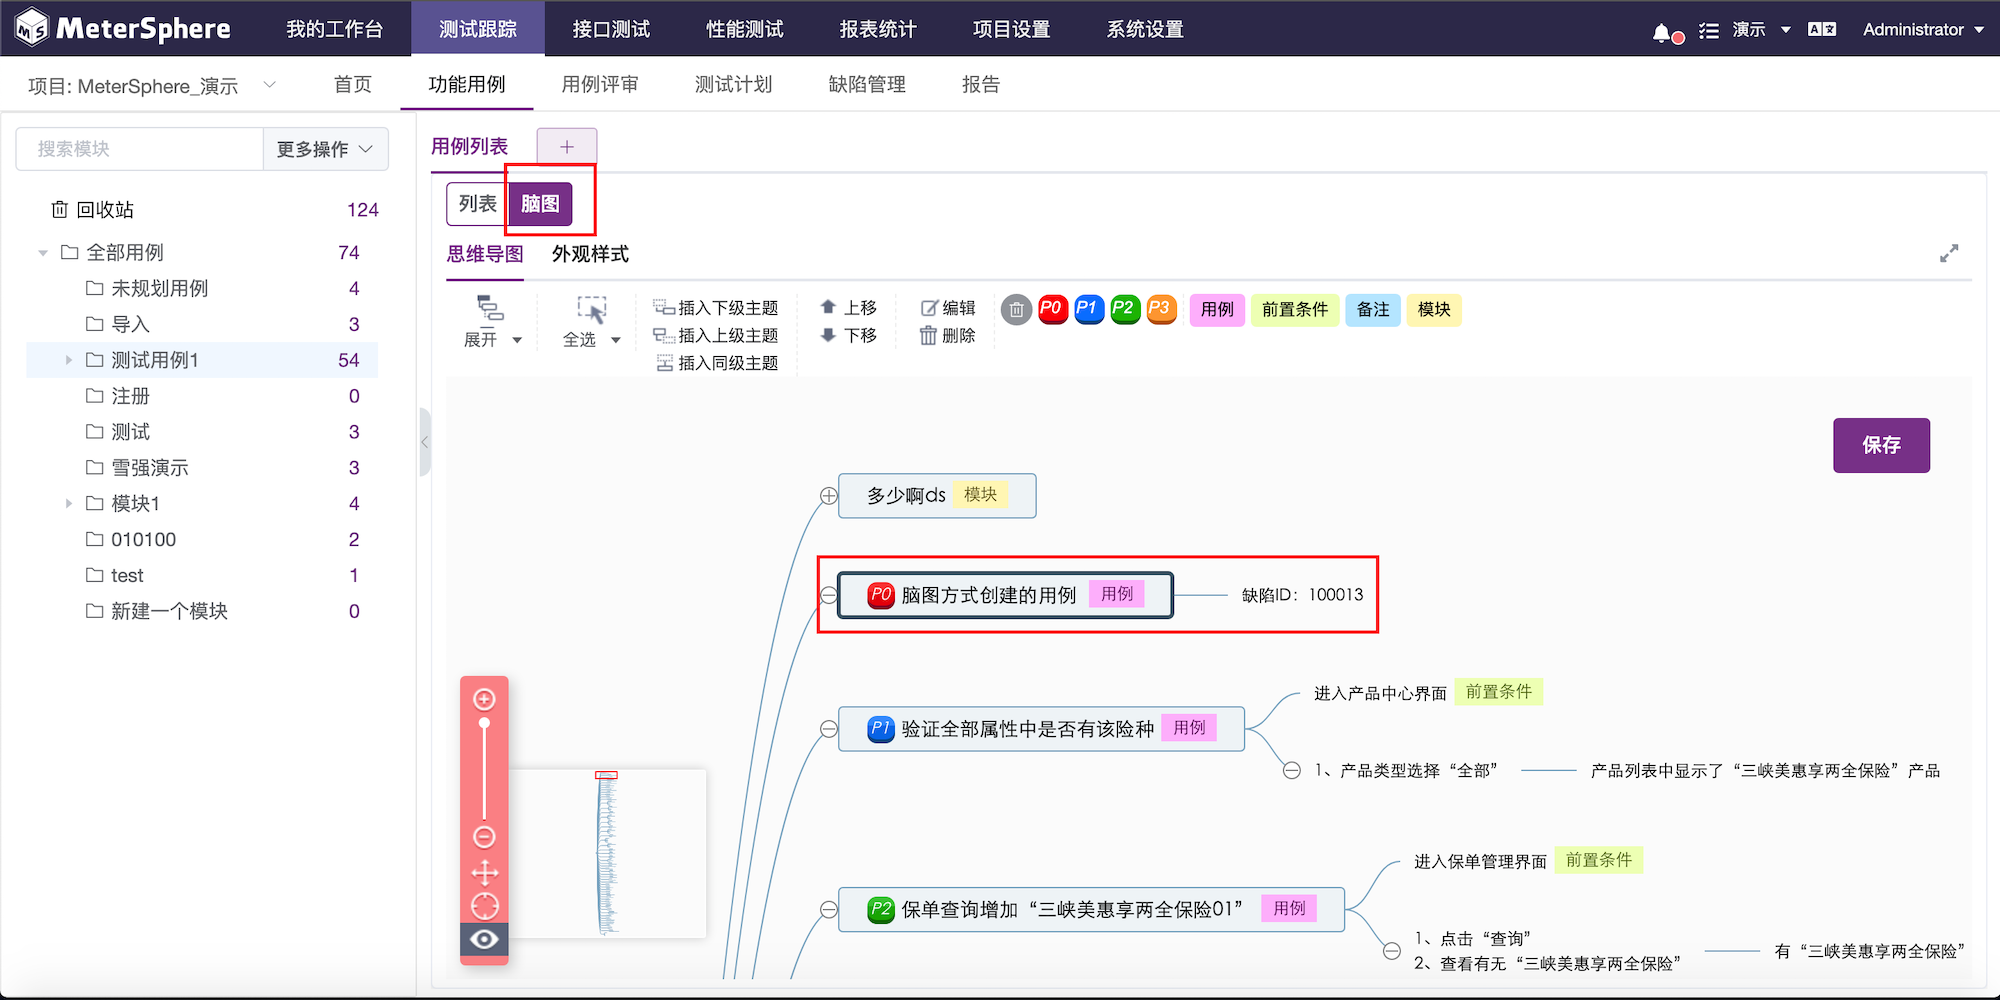 MeterSphere
我的工作台 测试跟踪 接口测试 性能测试 报表统计 项目设置 系统设置 演示 Administrator
项目: MeterSphere_演示 首页 功能用例 用例评审 测试计划 缺陷管理 报告
搜索模块 更多操作
回收站 124
全部用例 74
未规划用例 4
导入 3
测试用例1 54
注册 0
测试 3
雪强演示 3
模块1 4
010100 2
test 1
新建一个模块 0
用例列表 +
列表 脑图
思维导图 外观样式
展开
全选
插入下级主题
插入上级主题
插入同级主题
上移
下移
编辑
删除
P0 P1 P2 P3 用例 前置条件 备注 模块
保存
多少啊ds 模块
P0 脑图方式创建的用例 用例 缺陷ID：100013
P1 验证全部属性中是否有该险种 用例
进入产品中心界面 前置条件
1、产品类型选择“全部” 产品列表中显示了“三峡美惠享两全保险”产品
P2 保单查询增加“三峡美惠享两全保险01” 用例
进入保单管理界面 前置条件
1、点击“查询”
2、查看有无“三峡美惠享两全保险” 有“三峡美惠享两全保险”